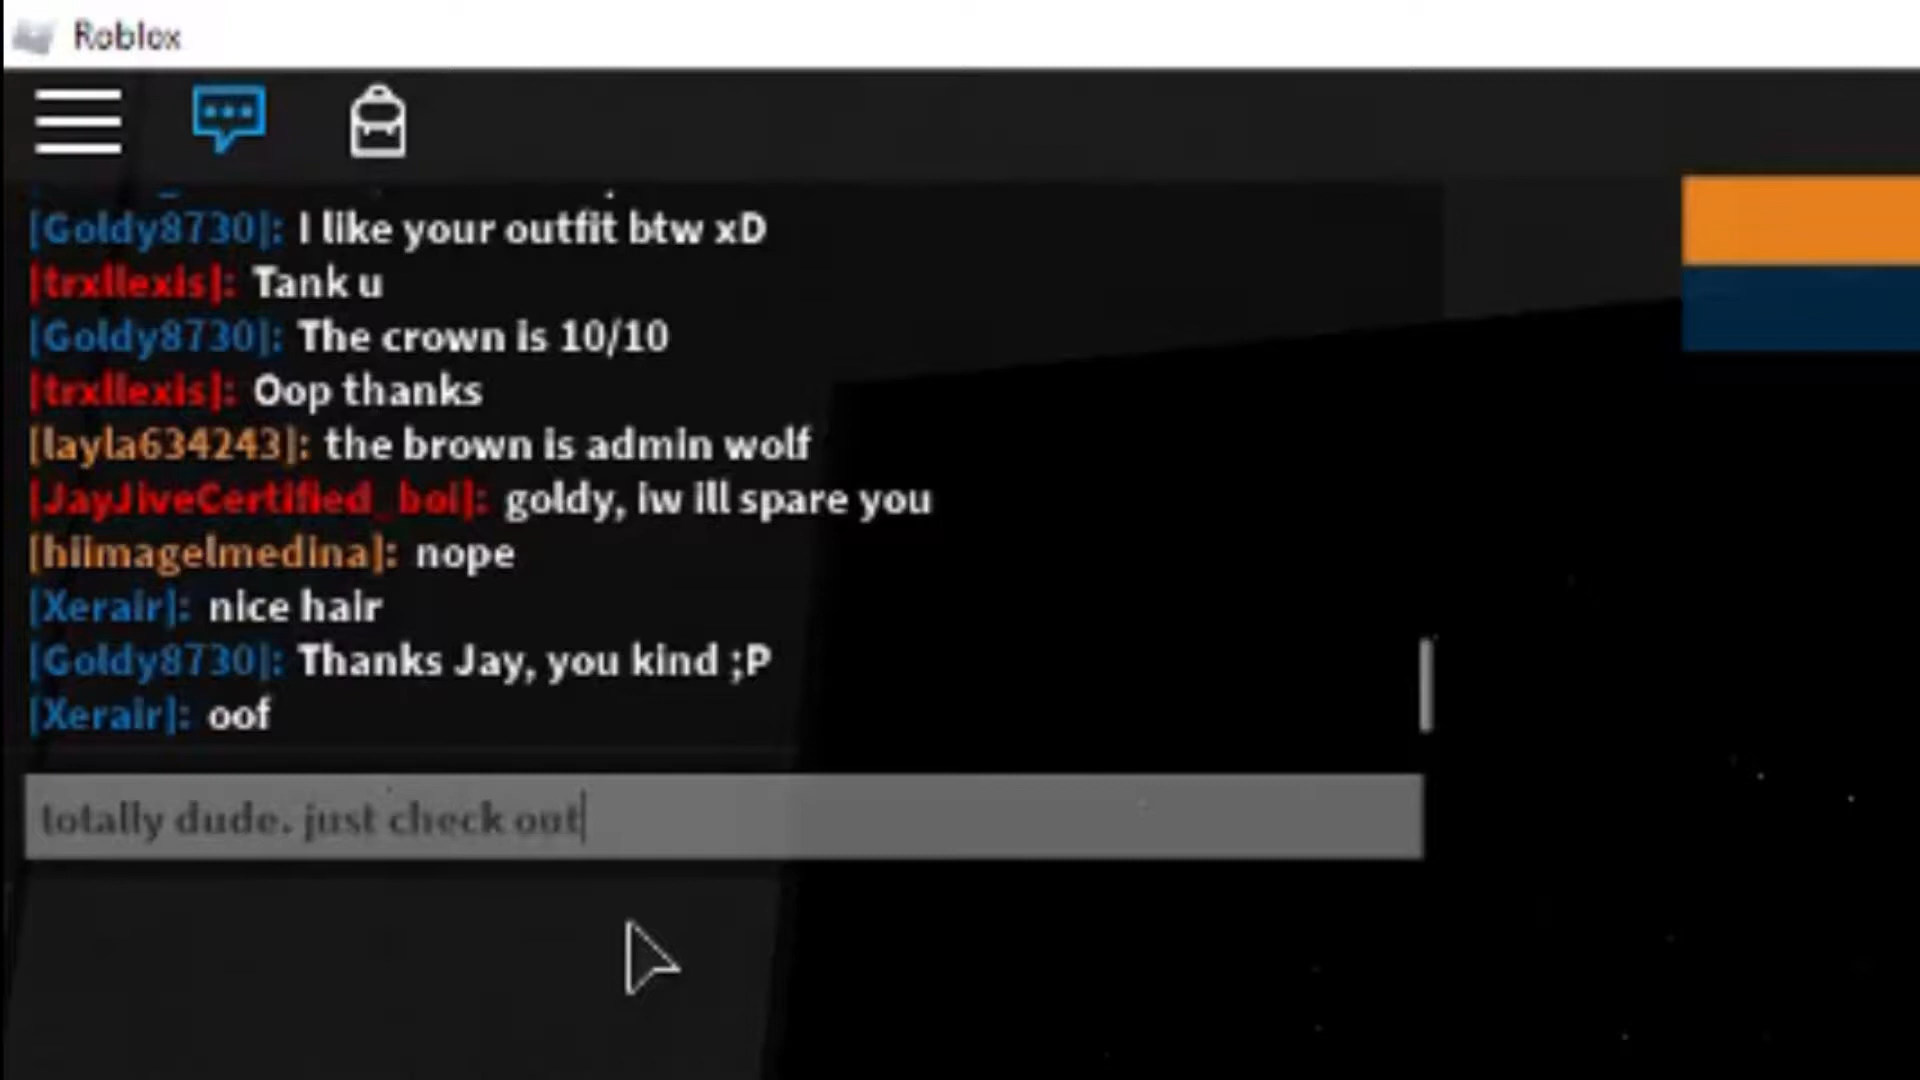 Roblox
[Goldy8730]: I like your outfit btw xD
[trxllexis]: Tank u
[Goldy8730]: The crown is 10/10
[trxllexis]: Oop thanks
[layla634243]: the brown is admin wolf
[JayJiveCertified_boi]: goldy, iw ill spare you
[hiimagelmedina]: nope
[Xerair]: nice hair
[Goldy8730]: Thanks Jay, you kind ;P
[Xerair]: oof
totally dude. just check out